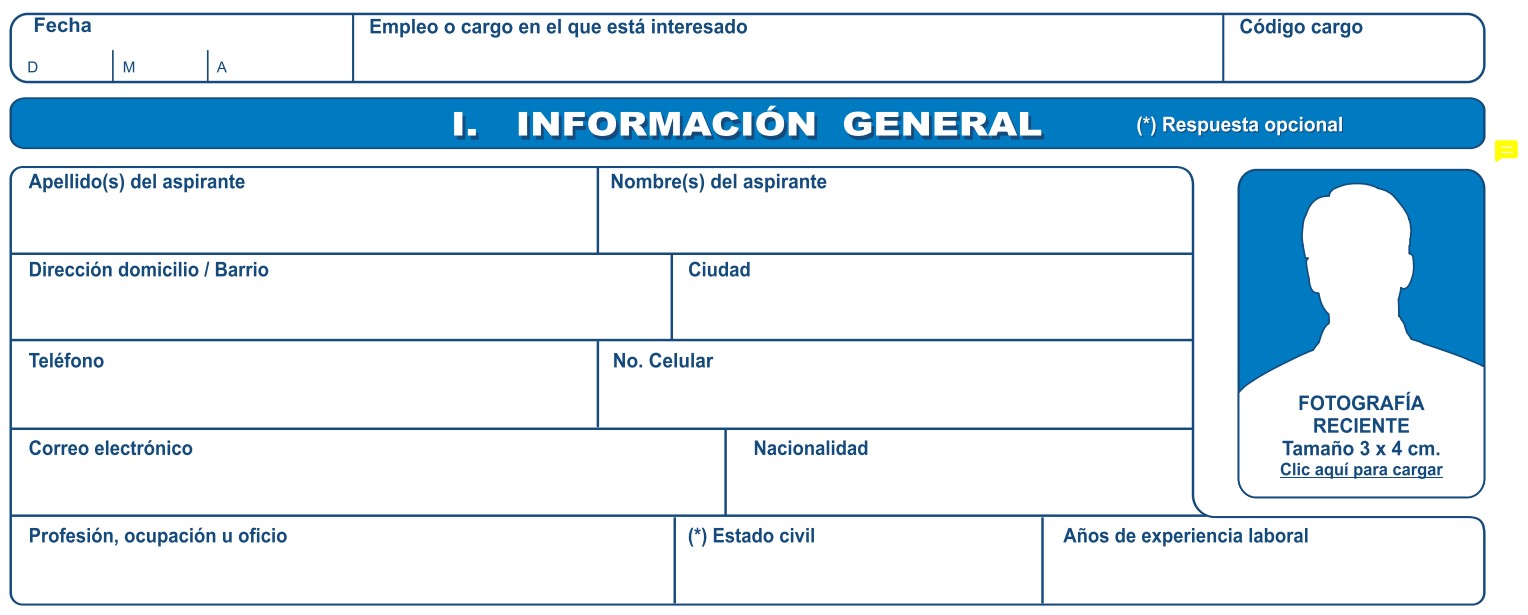 Fecha
Empleo o cargo en el que está interesado
Código cargo
D M A
I. INFORMACIÓN GENERAL (*) Respuesta opcional
Apellido(s) del aspirante
Nombre(s) del aspirante
Dirección domicilio / Barrio
Ciudad
Teléfono
No. Celular
Correo electrónico
Nacionalidad
FOTOGRAFÍA
RECIENTE
Tamaño 3 x 4 cm.
Clic aquí para cargar
Profesión, ocupación u oficio
(*) Estado civil
Años de experiencia laboral